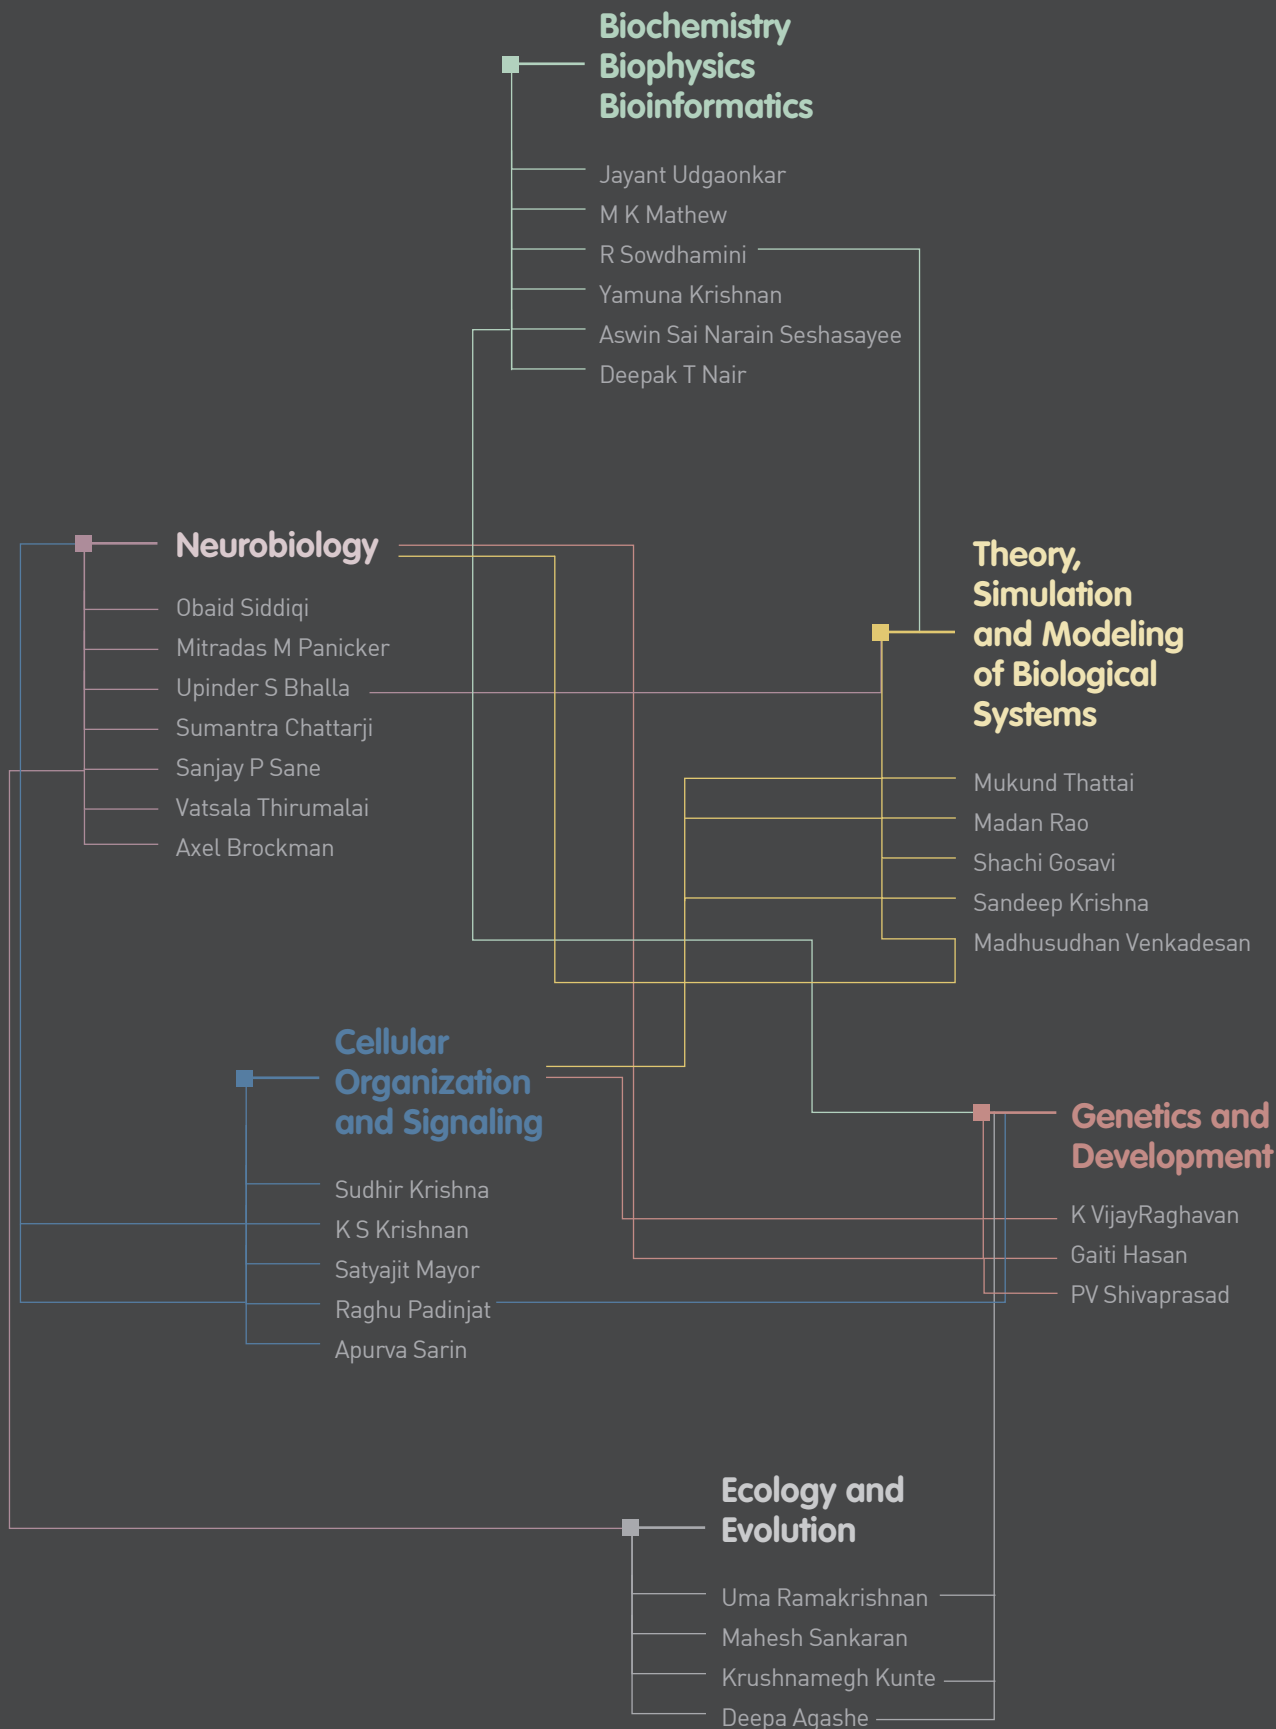 Biochemistry
Biophysics
Bioinformatics
Jayant Udgaonkar
M K Mathew
R Sowdhamini
Yamuna Krishnan
Aswin Sai Narain Seshasayee
Deepak T Nair
Neurobiology
Obaid Siddiqi
Mitradas M Panicker
Upinder S Bhalla
Sumantra Chattarji
Sanjay P Sane
Vatsala Thirumalai
Axel Brockman
Theory,
Simulation
and Modeling
of Biological
Systems
Mukund Thattai
Madan Rao
Shachi Gosavi
Sandeep Krishna
Madhusudhan Venkadesan
Cellular
Organization
and Signaling
Sudhir Krishna
K S Krishnan
Satyajit Mayor
Raghu Padinjat
Apurva Sarin
Genetics and
Development
K VijayRaghavan
Gaiti Hasan
PV Shivaprasad
Ecology and
Evolution
Uma Ramakrishnan
Mahesh Sankaran
Krushnamegh Kunte
Deepa Agashe